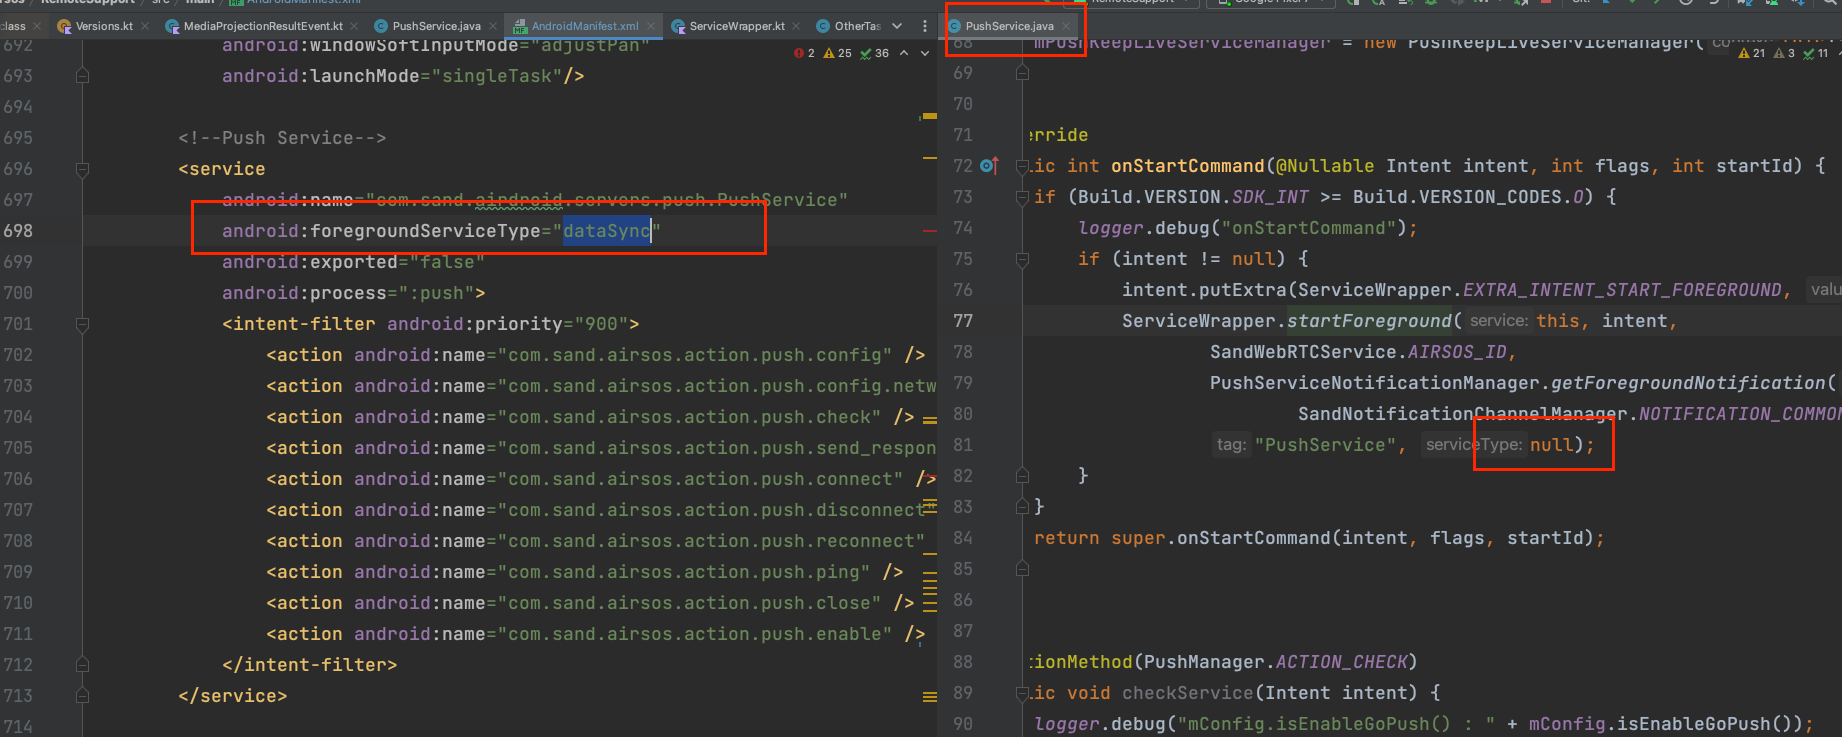 class
Versions.kt
MediaProjectionResultEvent.kt
PushService.java
AndroidManifest.xml
ServiceWrapper.kt
OtherTas
692 android:windowSoftInputMode="adjustPan"
2 25 36
693 android:launchMode="singleTask"/>
694
695 <!--Push Service-->
696 <service
697 android:name="com.sand.airdroid.servers.push.PushService"
698 android:foregroundServiceType="dataSync"
699 android:exported="false"
700 android:process=":push">
701 <intent-filter android:priority="900">
702 <action android:name="com.sand.airsos.action.push.config" />
703 <action android:name="com.sand.airsos.action.push.config.netw
704 <action android:name="com.sand.airsos.action.push.check" />
705 <action android:name="com.sand.airsos.action.push.send_respon
706 <action android:name="com.sand.airsos.action.push.connect" />
707 <action android:name="com.sand.airsos.action.push.disconnect"
708 <action android:name="com.sand.airsos.action.push.reconnect"
709 <action android:name="com.sand.airsos.action.push.ping" />
710 <action android:name="com.sand.airsos.action.push.close" />
711 <action android:name="com.sand.airsos.action.push.enable" />
712 </intent-filter>
713 </service>
714
PushService.java
68 mPushKeepLiveServiceManager = new PushKeepLiveServiceManager(
21 3 11
69
70
71 erride
72 lic int onStartCommand(@Nullable Intent intent, int flags, int startId) {
73 if (Build.VERSION.SDK_INT >= Build.VERSION_CODES.O) {
74 logger.debug("onStartCommand");
75 if (intent != null) {
76 intent.putExtra(ServiceWrapper.EXTRA_INTENT_START_FOREGROUND, valu
77 ServiceWrapper.startForeground( service: this, intent,
78 SandWebRTCService.AIRSOS_ID,
79 PushServiceNotificationManager.getForegroundNotification(
80 SandNotificationChannelManager.NOTIFICATION_COMMON
81 tag: "PushService", serviceType: null);
82 }
83 }
84 return super.onStartCommand(intent, flags, startId);
85
86
87
88 tionMethod(PushManager.ACTION_CHECK)
89 lic void checkService(Intent intent) {
90 logger.debug("mConfig.isEnableGoPush() : " + mConfig.isEnableGoPush());